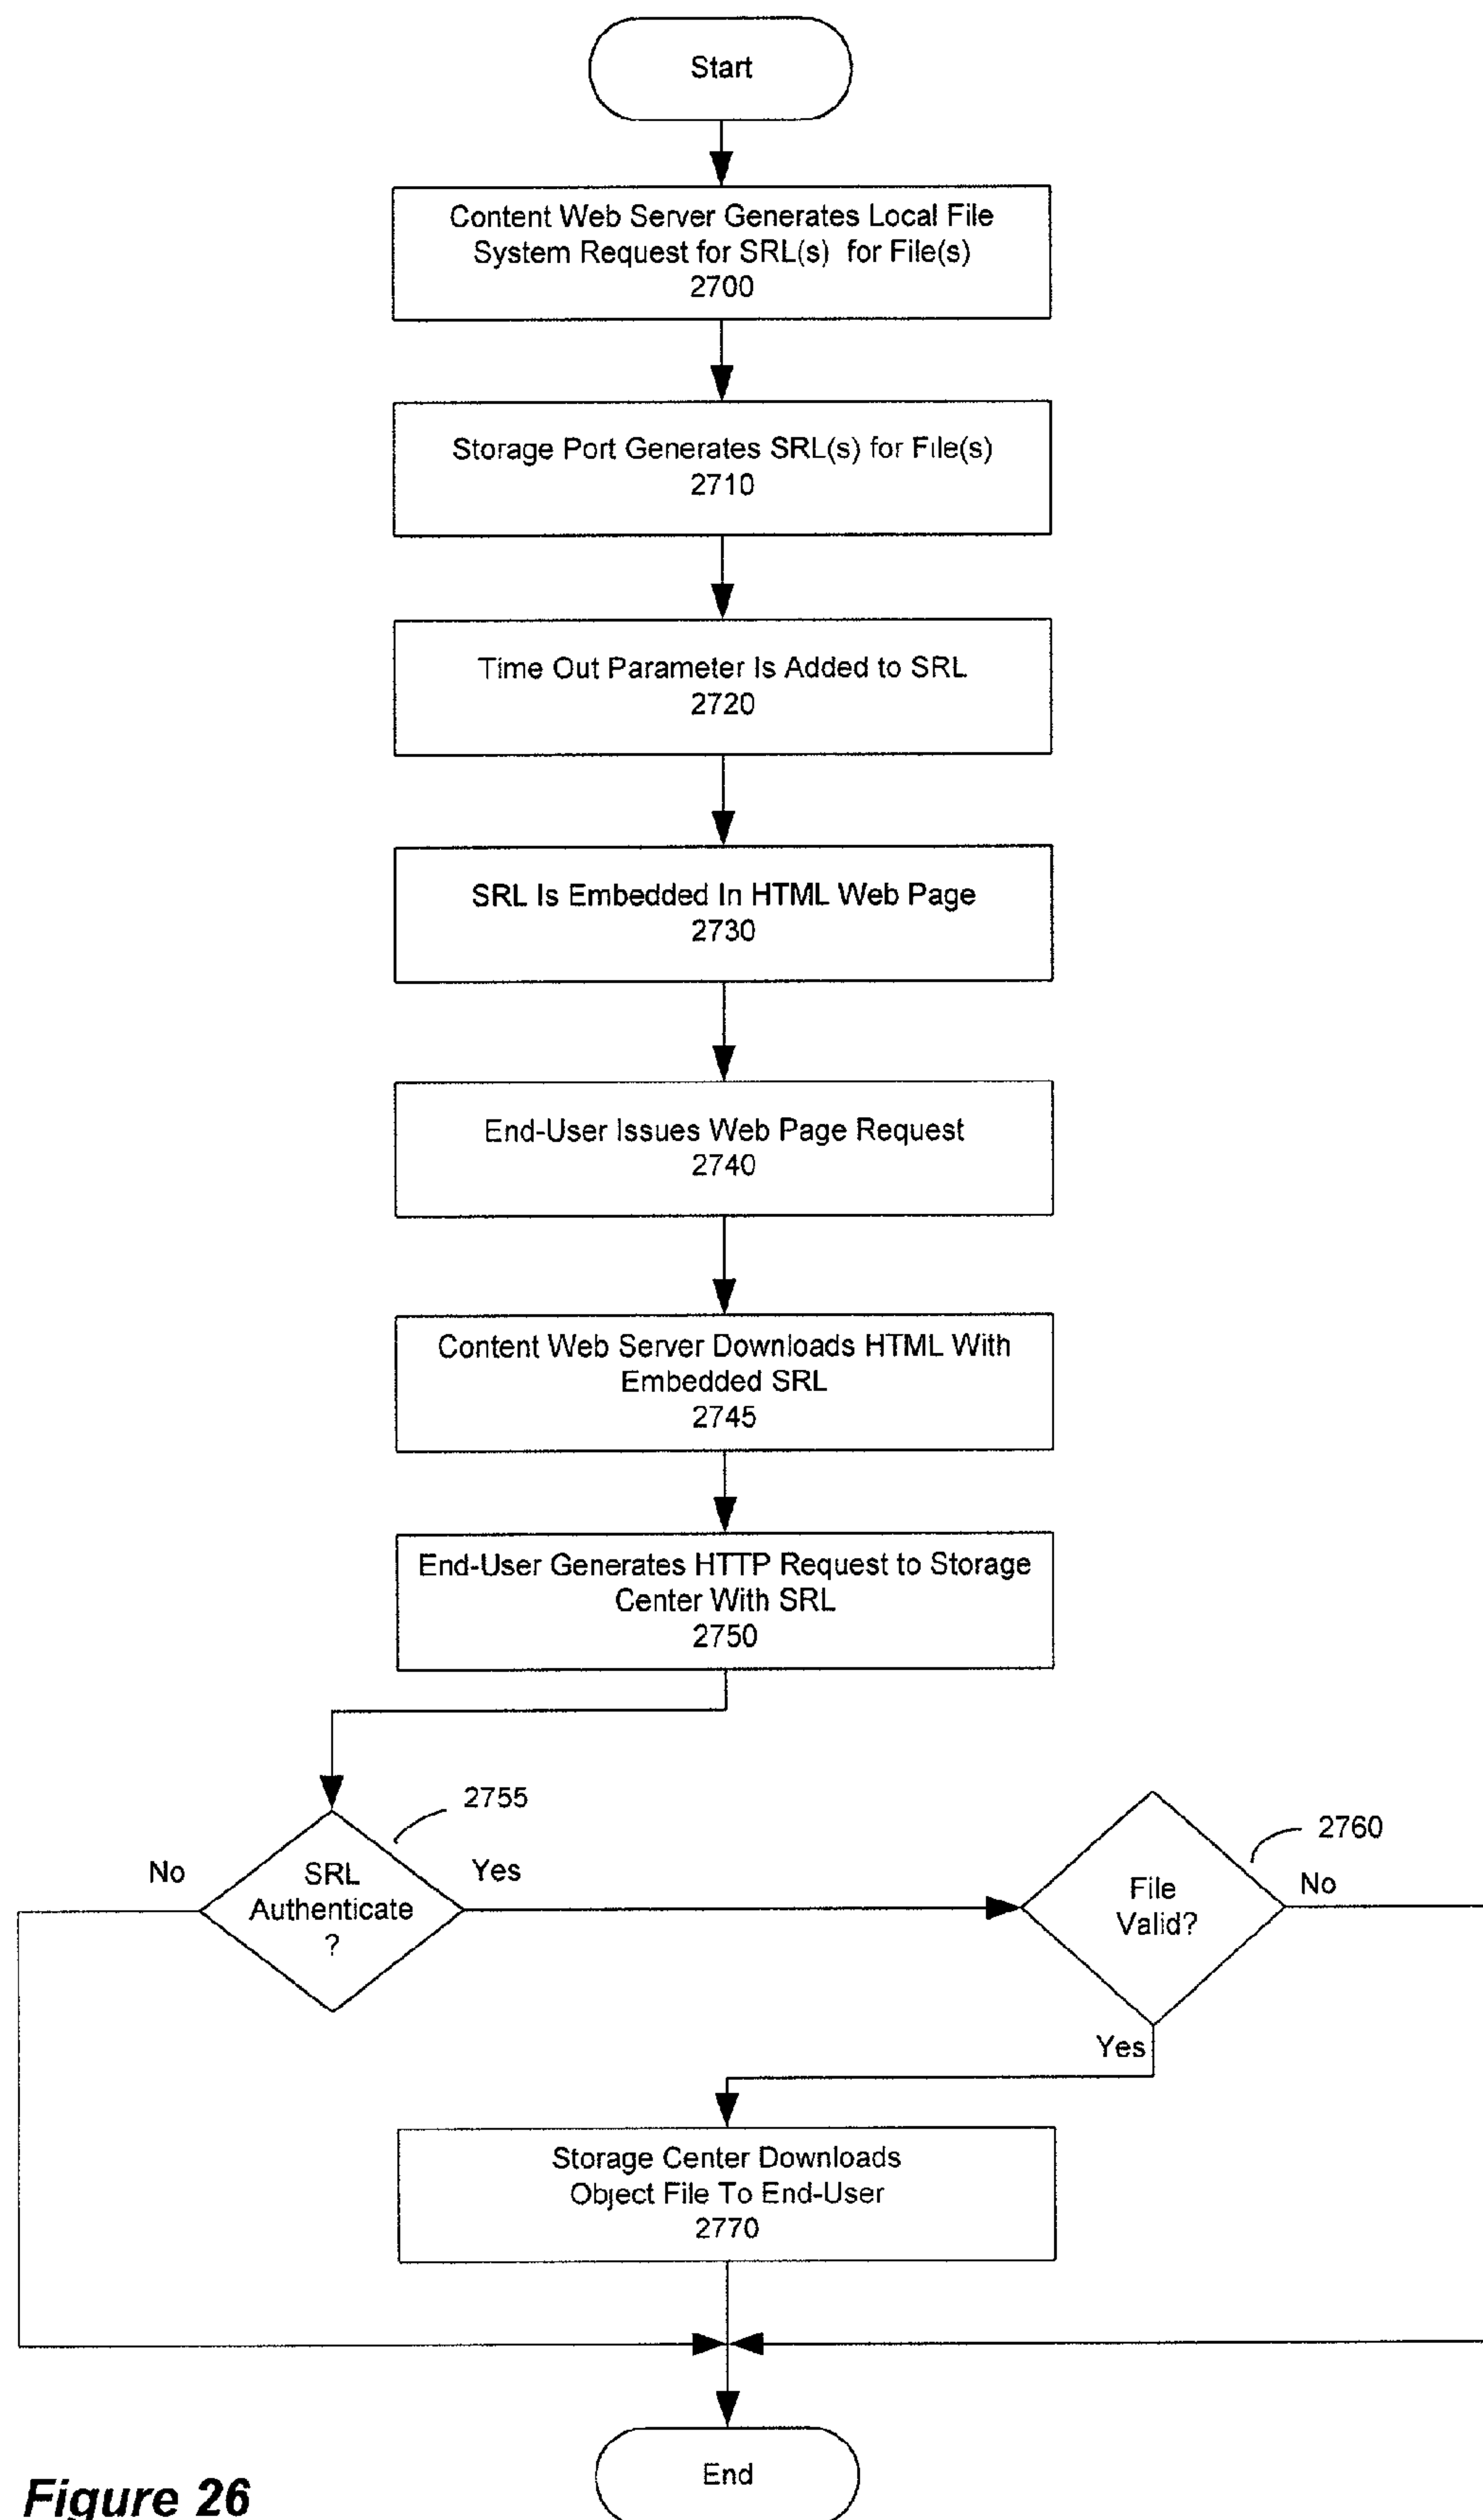 Start
Content Web Server Generates Local File
System Request for SRL(s) for File(s)
2700
Storage Port Generates SRL(s) for File(s)
2710
Time Out Parameter Is Added to SRL
2720
SRL Is Embedded In HTML Web Page
2730
End-User Issues Web Page Request
2740
Content Web Server Downloads HTML With
Embedded SRL
2745
End-User Generates HTTP Request to Storage
Center With SRL
2750
2755
No
SRL
Authenticate
?
Yes
2760
File
Valid?
No
Yes
Storage Center Downloads
Object File To End-User
2770
End
Figure 26